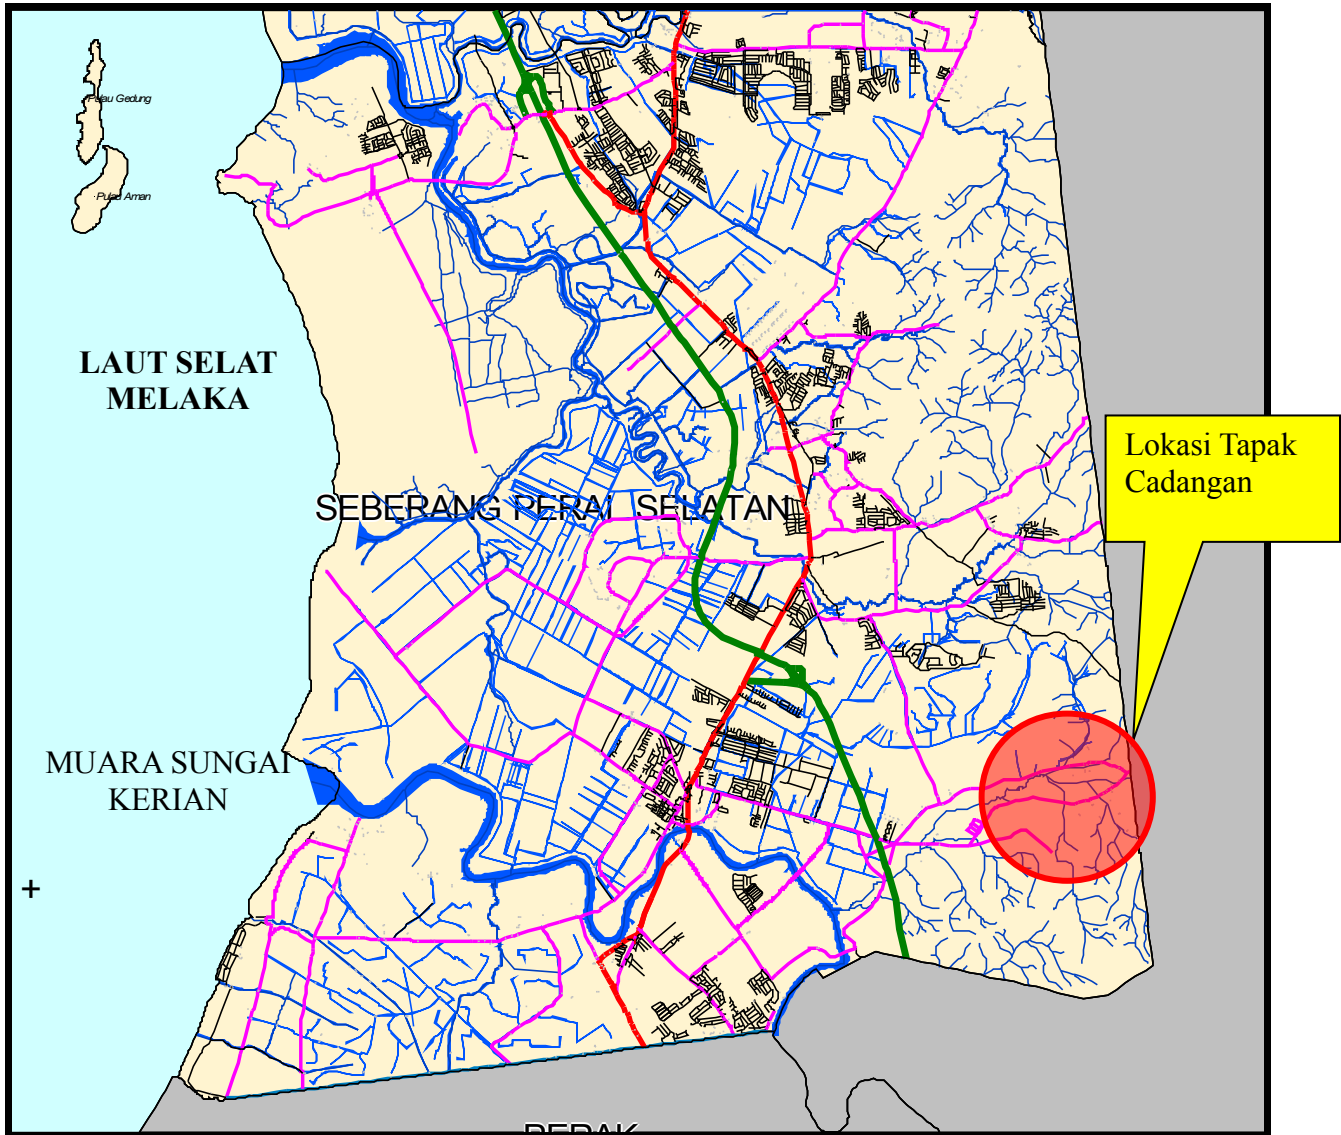 Pulau Gedung
Pulau Aman
LAUT SELAT
MELAKA
Lokasi Tapak
Cadangan
SEBERANG PERAI SELATAN
MUARA SUNGAI
KERIAN
PERAK